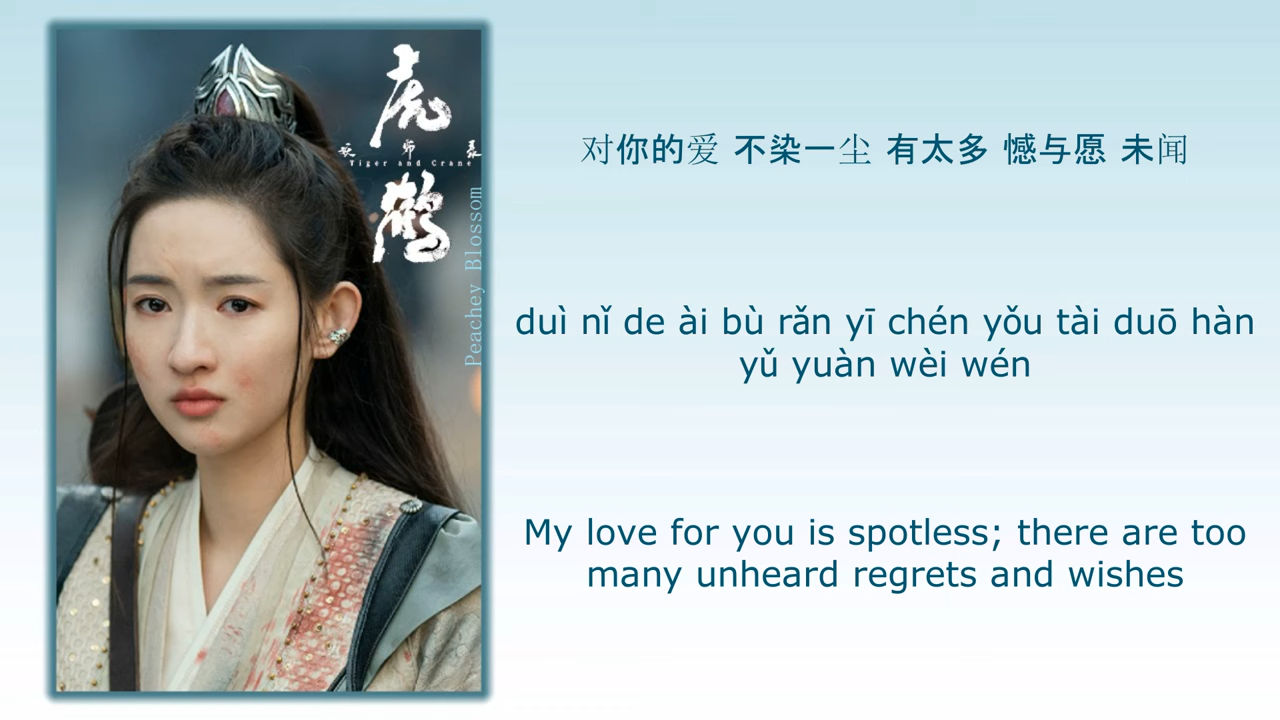 虎
妖师录
Tiger and Crane
鹤
Peachey Blossom
对你的爱 不染一尘 有太多 憾与愿 未闻
duì nǐ de ài bù rǎn yī chén yǒu tài duō hàn
yǔ yuàn wèi wén
My love for you is spotless; there are too
many unheard regrets and wishes